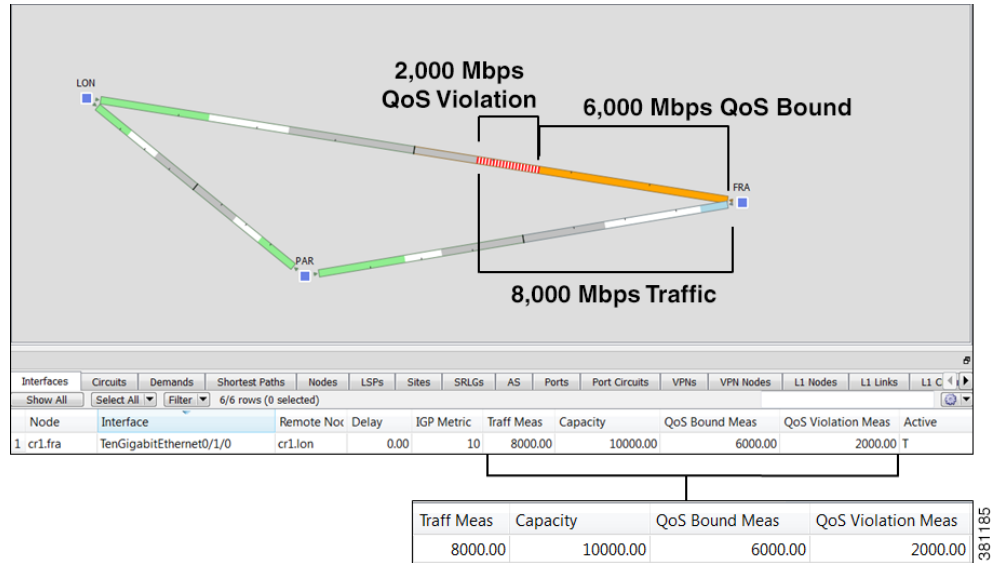 LON
2,000 Mbps
QoS Violation
6,000 Mbps QoS Bound
FRA
PAR
8,000 Mbps Traffic
Interfaces Circuits Demands Shortest Paths Nodes LSPs Sites SRLGs AS Ports Port Circuits VPNs VPN Nodes L1 Nodes L1 Links L1 C
Show All Select All Filter 6/6 rows (0 selected)
Node Interface Remote Noc Delay IGP Metric Traff Meas Capacity QoS Bound Meas QoS Violation Meas Active
1 cr1.fra TenGigabitEthernet0/1/0 cr1.lon 0.00 10 8000.00 10000.00 6000.00 2000.00 T
Traff Meas Capacity QoS Bound Meas QoS Violation Meas
8000.00 10000.00 6000.00 2000.00
381185